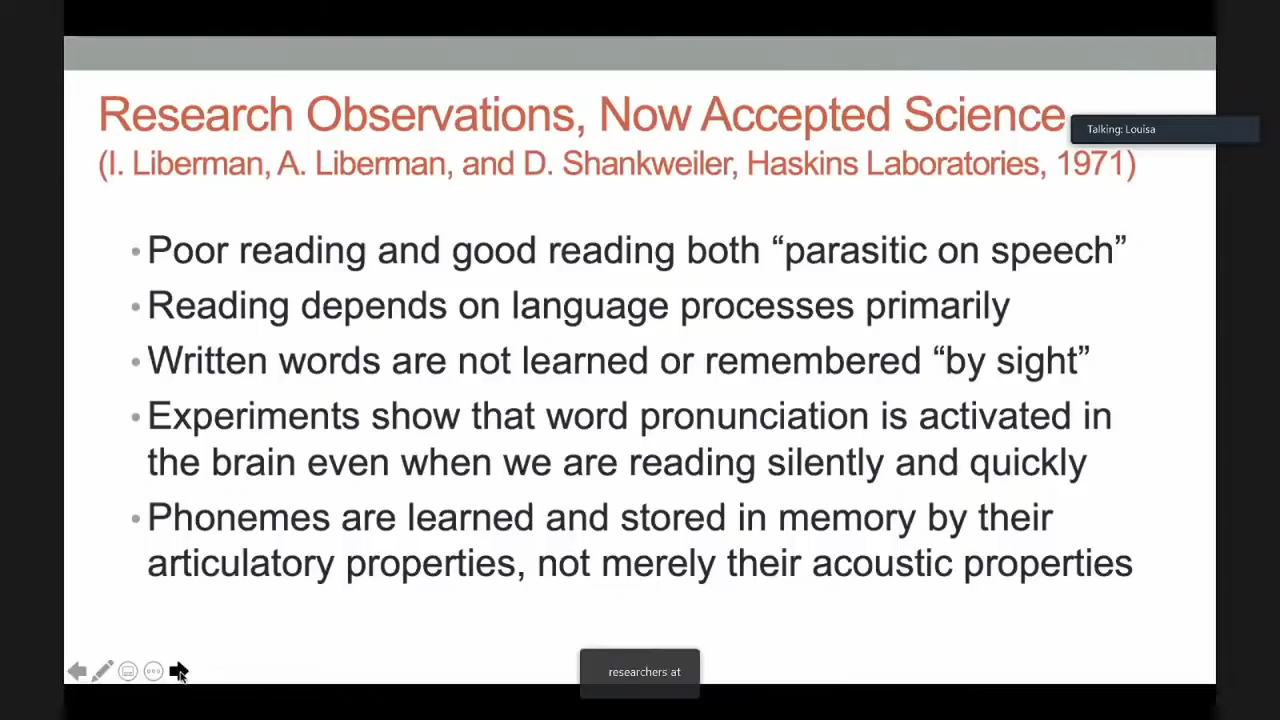 Research Observations, Now Accepted Science
Talking: Louisa
(I. Liberman, A. Liberman, and D. Shankweiler, Haskins Laboratories, 1971)
•Poor reading and good reading both “parasitic on speech”
•Reading depends on language processes primarily
•Written words are not learned or remembered “by sight”
•Experiments show that word pronunciation is activated in
the brain even when we are reading silently and quickly
•Phonemes are learned and stored in memory by their
articulatory properties, not merely their acoustic properties
researchers at